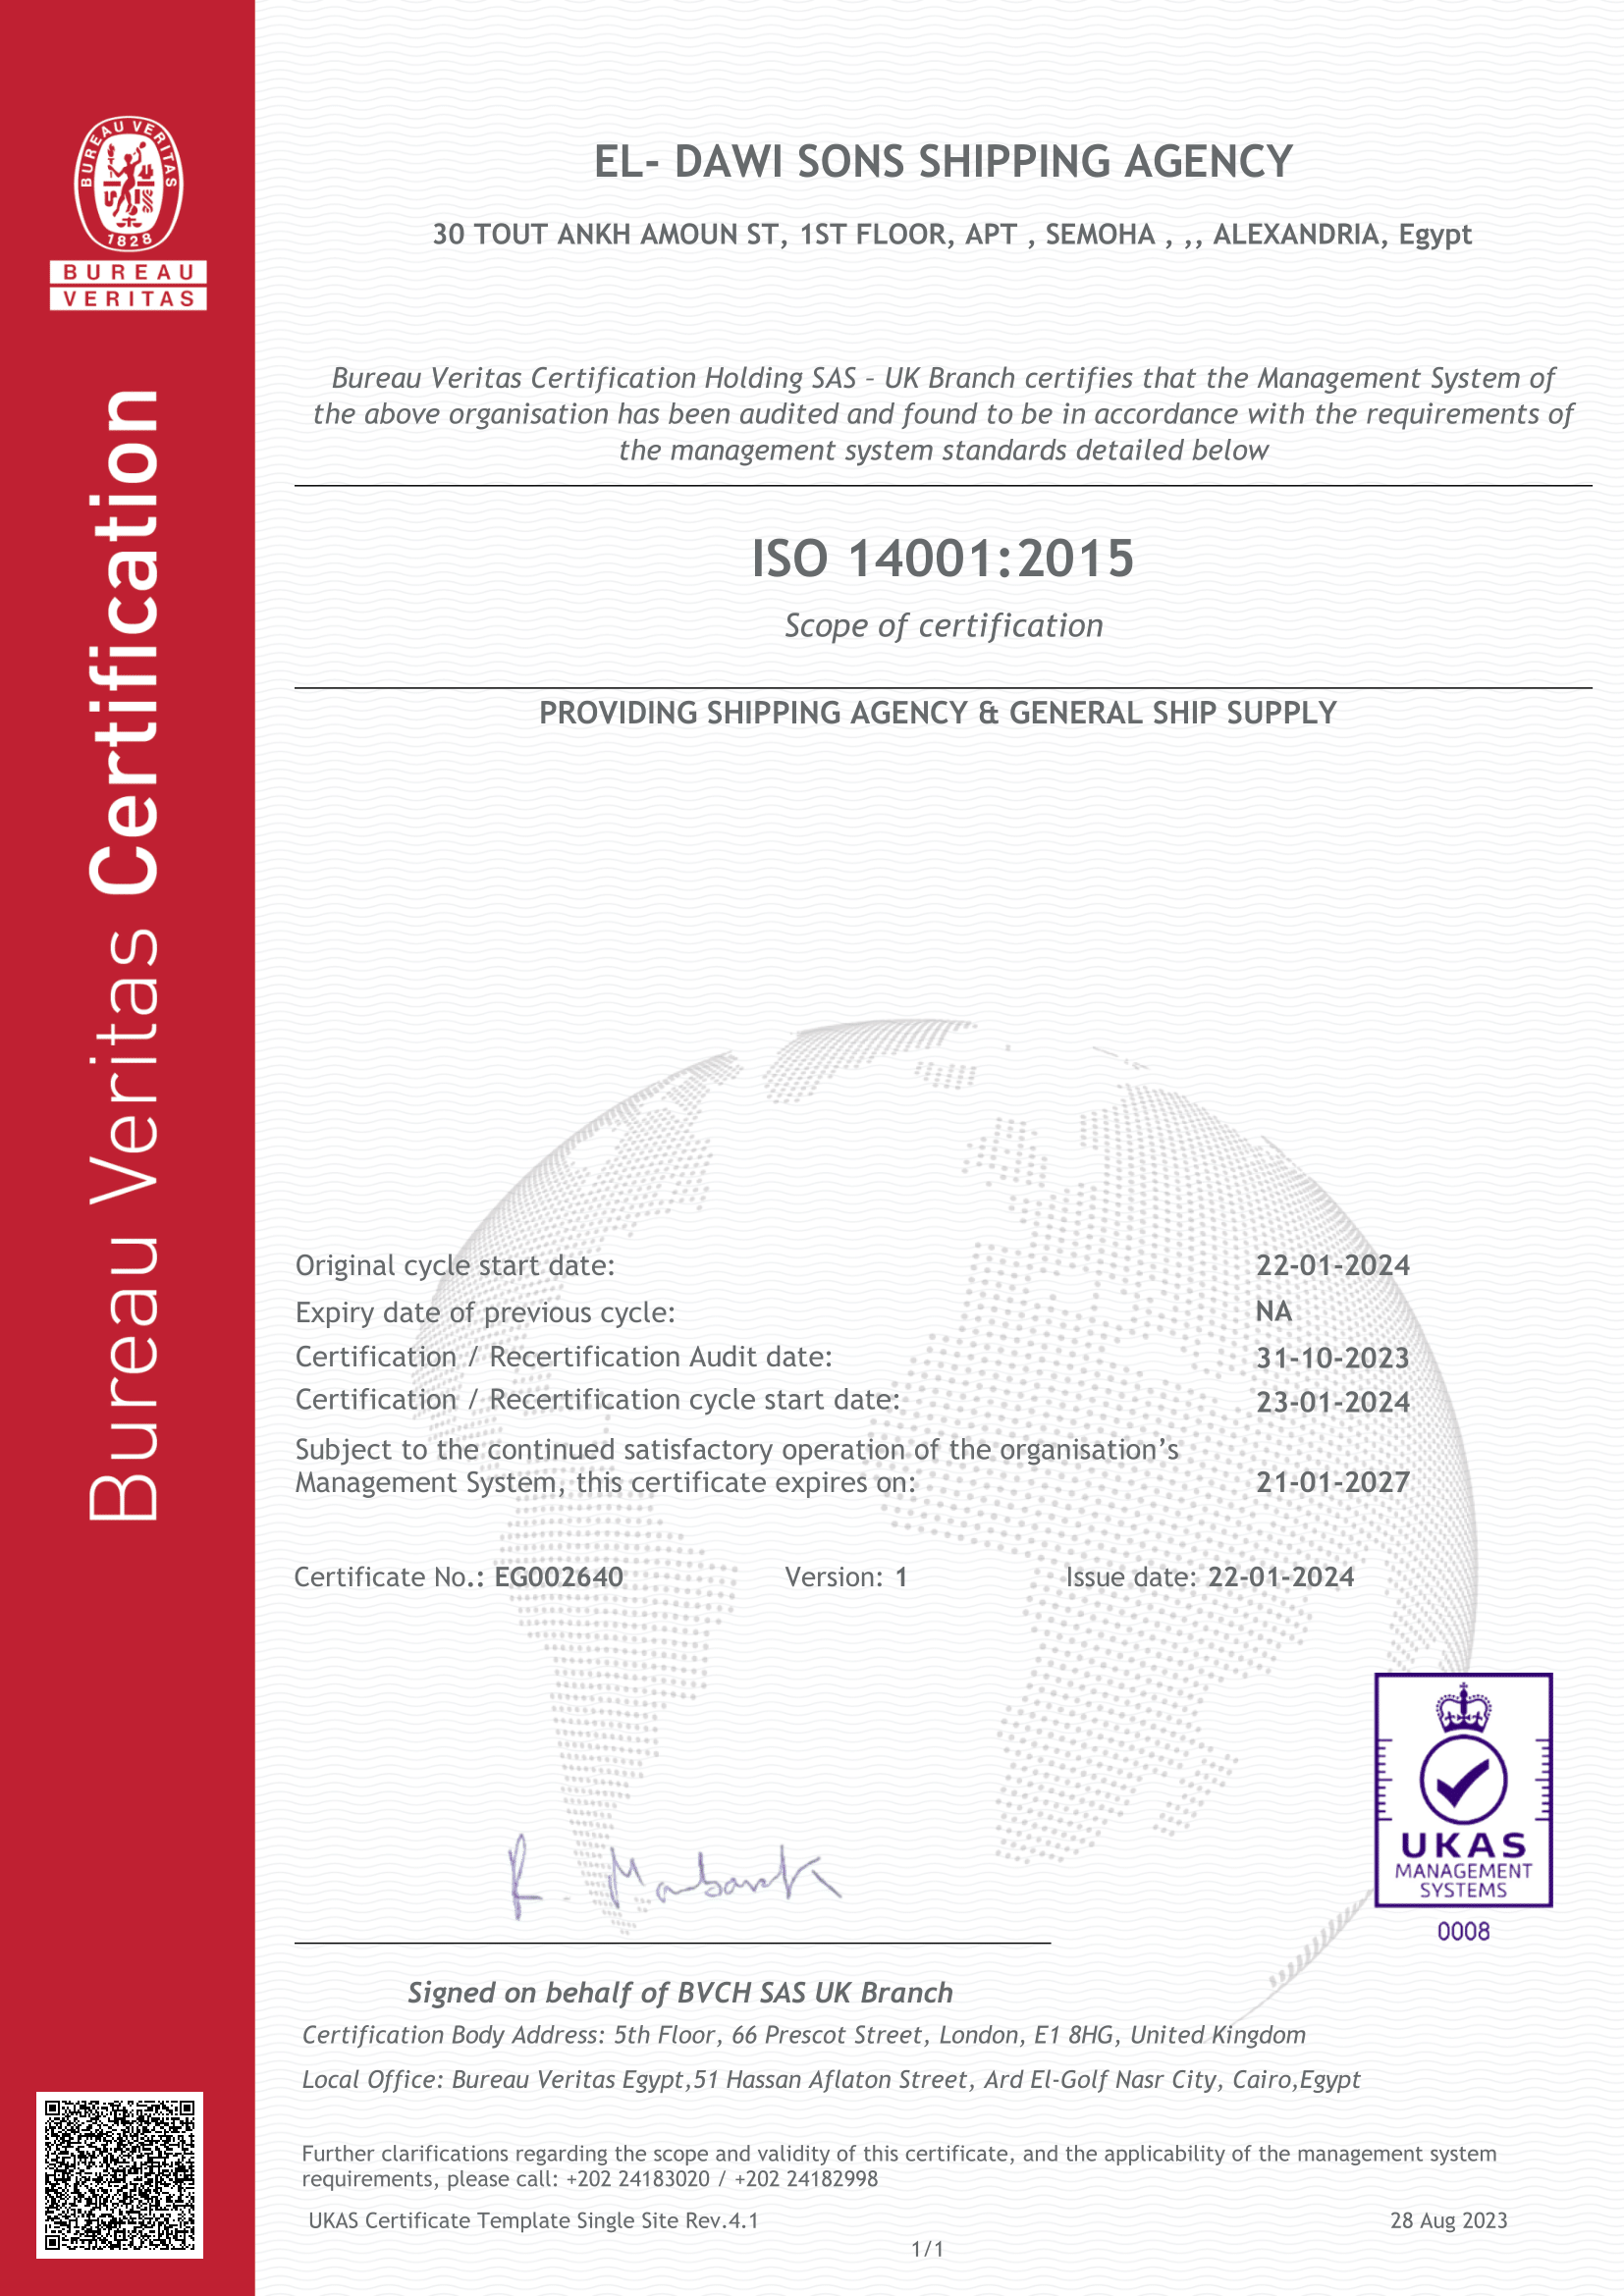 BUREAU VERITAS
1828
BUREAU
VERITAS
Bureau Veritas Certification
EL- DAWI SONS SHIPPING AGENCY
30 TOUT ANKH AMOUN ST, 1ST FLOOR, APT , SEMOHA , ,, ALEXANDRIA, Egypt
Bureau Veritas Certification Holding SAS – UK Branch certifies that the Management System of
the above organisation has been audited and found to be in accordance with the requirements of
the management system standards detailed below
ISO 14001:2015
Scope of certification
PROVIDING SHIPPING AGENCY & GENERAL SHIP SUPPLY
Original cycle start date: 22-01-2024
Expiry date of previous cycle: NA
Certification / Recertification Audit date: 31-10-2023
Certification / Recertification cycle start date: 23-01-2024
Subject to the continued satisfactory operation of the organisation’s
Management System, this certificate expires on: 21-01-2027
Certificate No.: EG002640 Version: 1 Issue date: 22-01-2024
UKAS
MANAGEMENT
SYSTEMS
0008
Signed on behalf of BVCH SAS UK Branch
Certification Body Address: 5th Floor, 66 Prescot Street, London, E1 8HG, United Kingdom
Local Office: Bureau Veritas Egypt,51 Hassan Aflaton Street, Ard El-Golf Nasr City, Cairo,Egypt
Further clarifications regarding the scope and validity of this certificate, and the applicability of the management system
requirements, please call: +202 24183020 / +202 24182998
UKAS Certificate Template Single Site Rev.4.1 28 Aug 2023
1/1